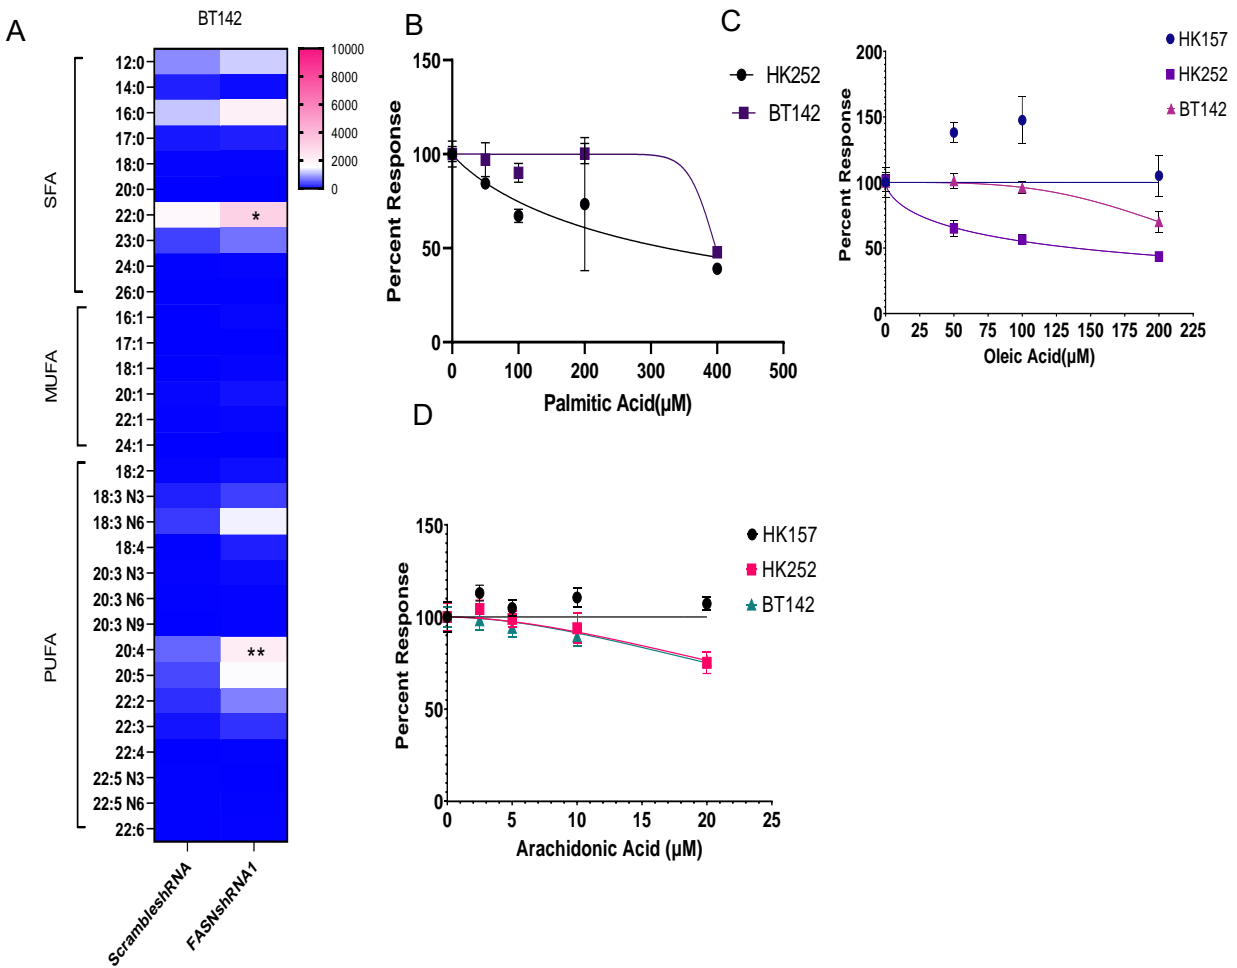 A
BT142
SFA
MUFA
PUFA
12:0
14:0
16:0
17:0
18:0
20:0
22:0
23:0
24:0
26:0
16:1
17:1
18:1
20:1
22:1
24:1
18:2
18:3 N3
18:3 N6
18:4
20:3 N3
20:3 N6
20:3 N9
20:4
20:5
22:2
22:3
22:4
22:5 N3
22:5 N6
22:6
*
**
10000
8000
6000
4000
2000
0
ScrambleshRNA
FASNshRNA1
B
HK252
BT142
Percent Response
150
100
50
0
0 100 200 300 400 500
Palmitic Acid(µM)
C
HK157
HK252
BT142
Percent Response
200
150
100
50
0
0 25 50 75 100 125 150 175 200 225
Oleic Acid(µM)
D
HK157
HK252
BT142
Percent Response
150
100
50
0
0 5 10 15 20 25
Arachidonic Acid (µM)